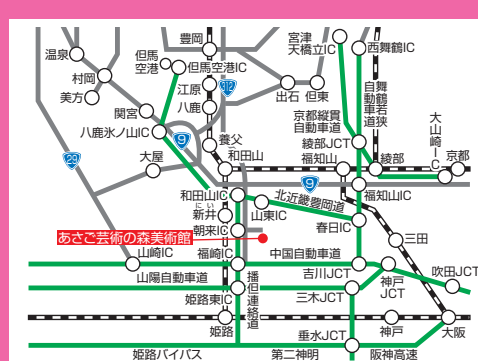 豊岡
宮津
天橋立IC
西舞鶴IC
温泉
但馬
空港
但馬空港IC
村岡
312
江原
出石
但東
舞鶴若狭
自動車道
美方
八鹿
関宮
京都縦貫
自動車道
大山崎IC
八鹿氷ノ山IC
9
養父
綾部JCT
29
大屋
和田山
福知山
綾部
京都
9
和田山IC
北近畿豊岡道
福知山IC
にい
新井
山東IC
朝来IC
春日IC
あさご芸術の森美術館
三田
山崎IC
福崎IC
中国自動車道
山陽自動車道
播但連絡道
吉川JCT
神戸
JCT
吹田JCT
姫路東IC
三木JCT
姫路
垂水JCT
神戸
大阪
姫路バイパス
第二神明
阪神高速